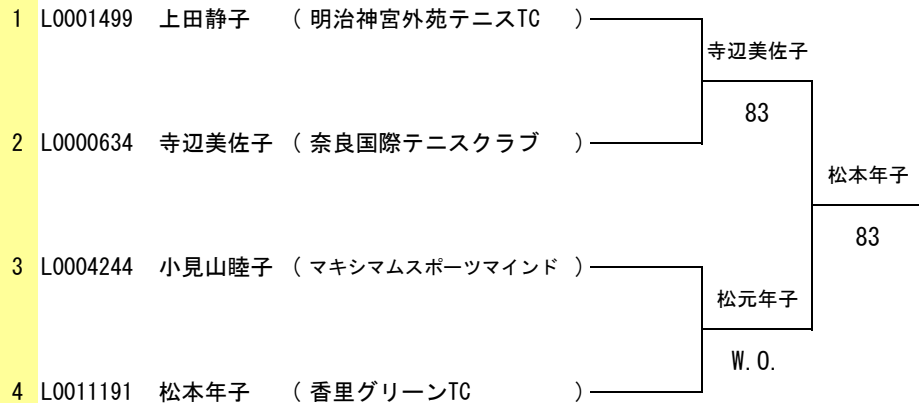 1 L0001499 上田静子 ( 明治神宮外苑テニスTC )
寺辺美佐子
83
2 L0000634 寺辺美佐子 ( 奈良国際テニスクラブ )
松本年子
83
3 L0004244 小見山睦子 ( マキシマムスポーツマインド )
松元年子
W.O.
4 L0011191 松本年子 ( 香里グリーンTC )